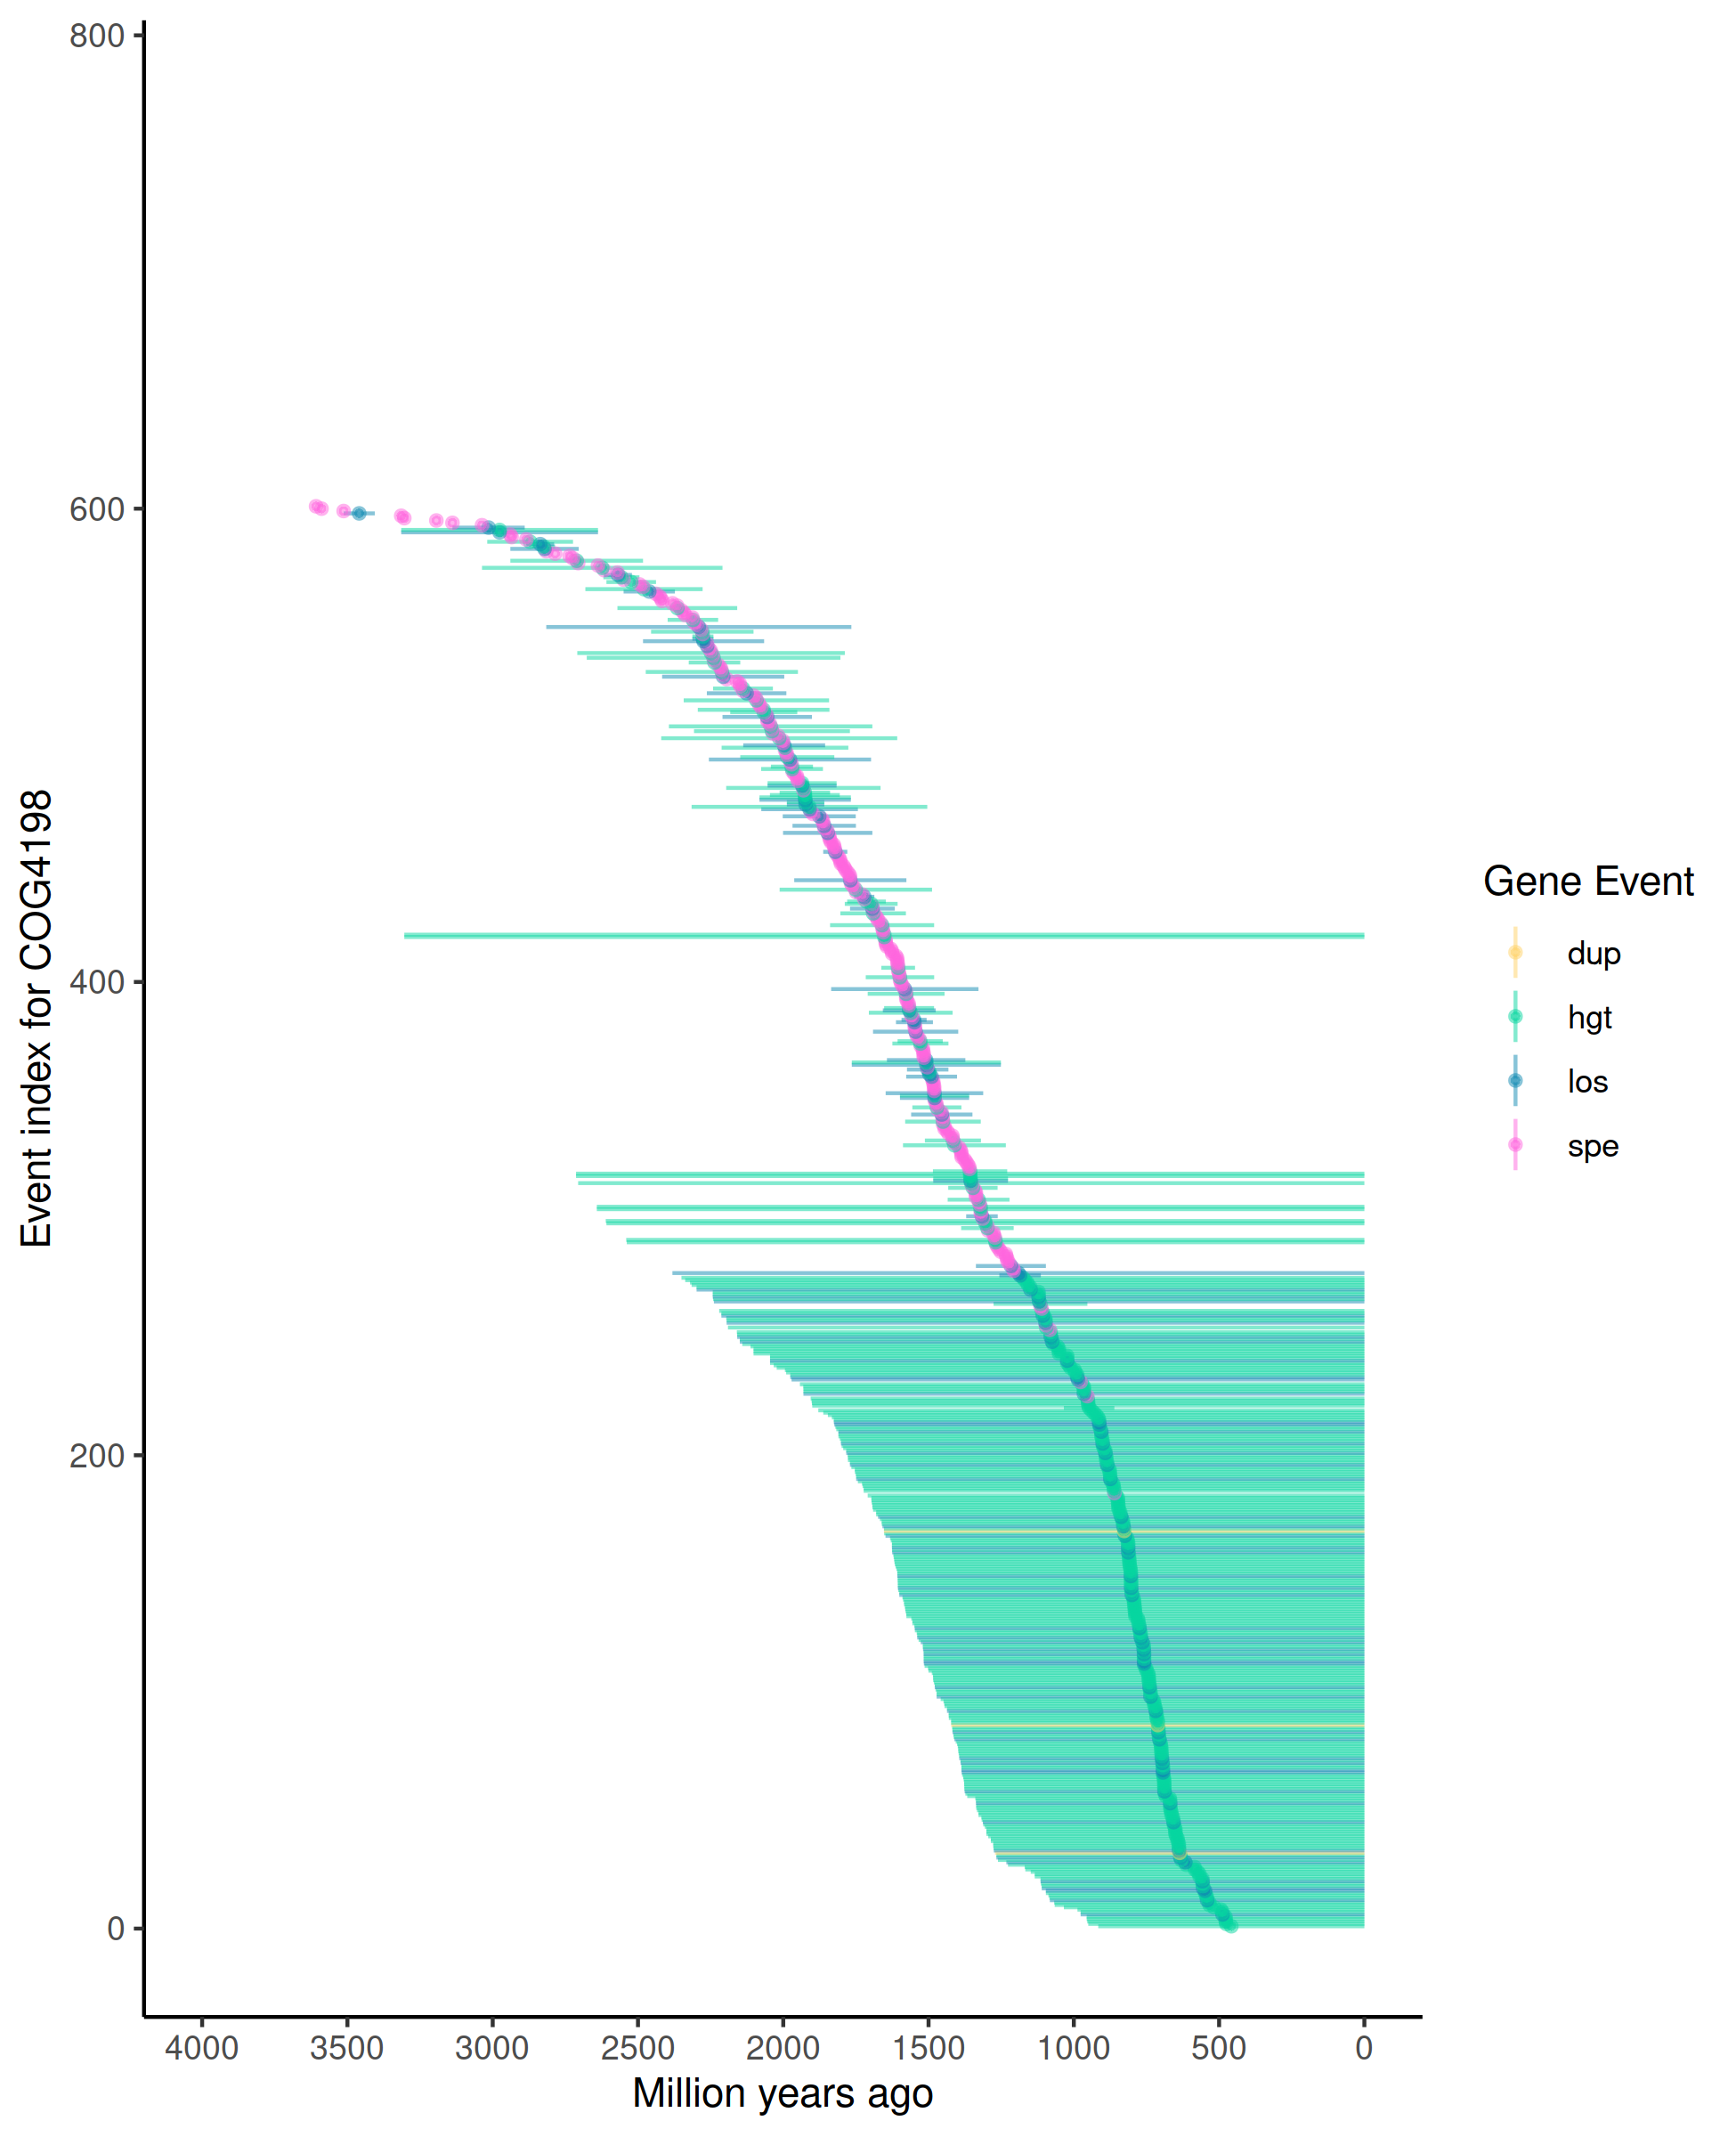 800
600
400
200
0
Event index for COG4198
4000 3500 3000 2500 2000 1500 1000 500 0
Million years ago
Gene Event
dup
hgt
los
spe